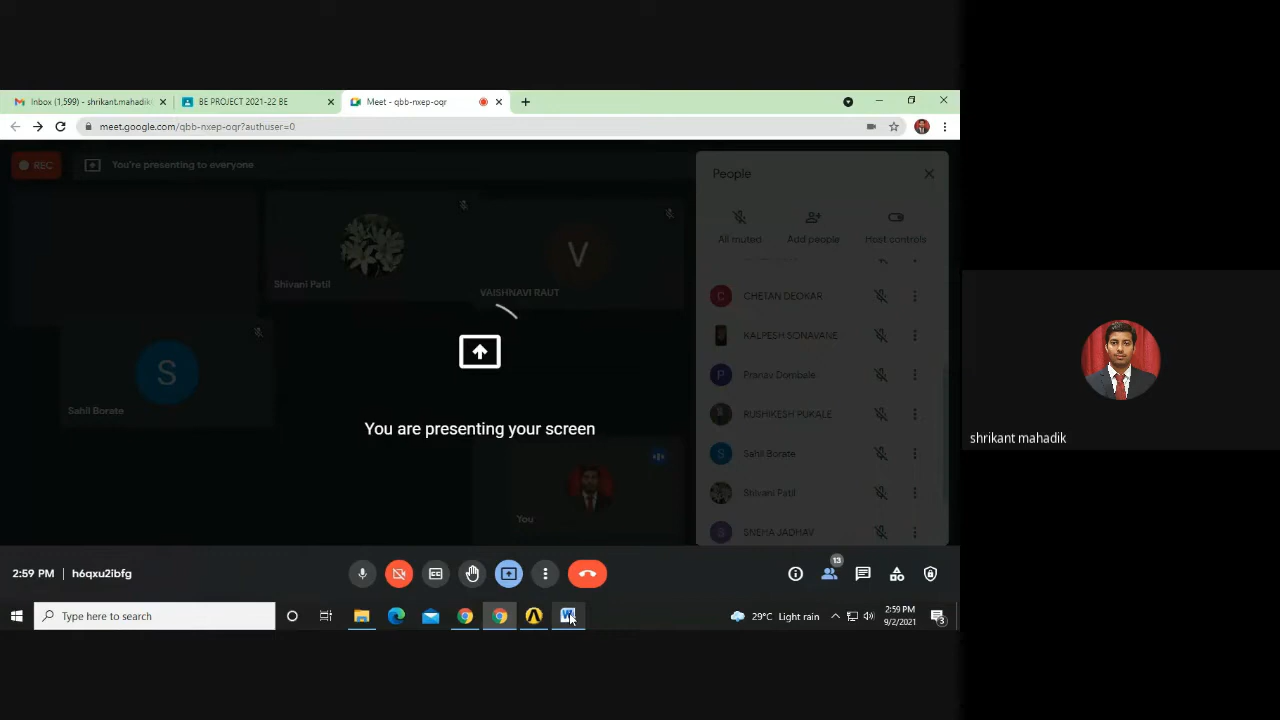 Inbox (1,599) - shrikant.mahadik
BE PROJECT 2021-22 BE
Meet - qbb-nxep-oqr
meet.google.com/qbb-nxep-oqr?authuser=0
REC
You're presenting to everyone
People
All muted
Add people
Host controls
Shivani Patil
V
VAISHNAVI RAUT
CHETAN DEOKAR
KALPESH SONAVANE
Pranav Dombale
RUSHIKESH PUKALE
Sahil Borate
Shivani Patil
SNEHA JADHAV
C
P
S
S
S
Sahil Borate
You are presenting your screen
You
shrikant mahadik
2:59 PM | h6qxu2ibfg
13
Type here to search
29°C Light rain
2:59 PM
9/2/2021
3